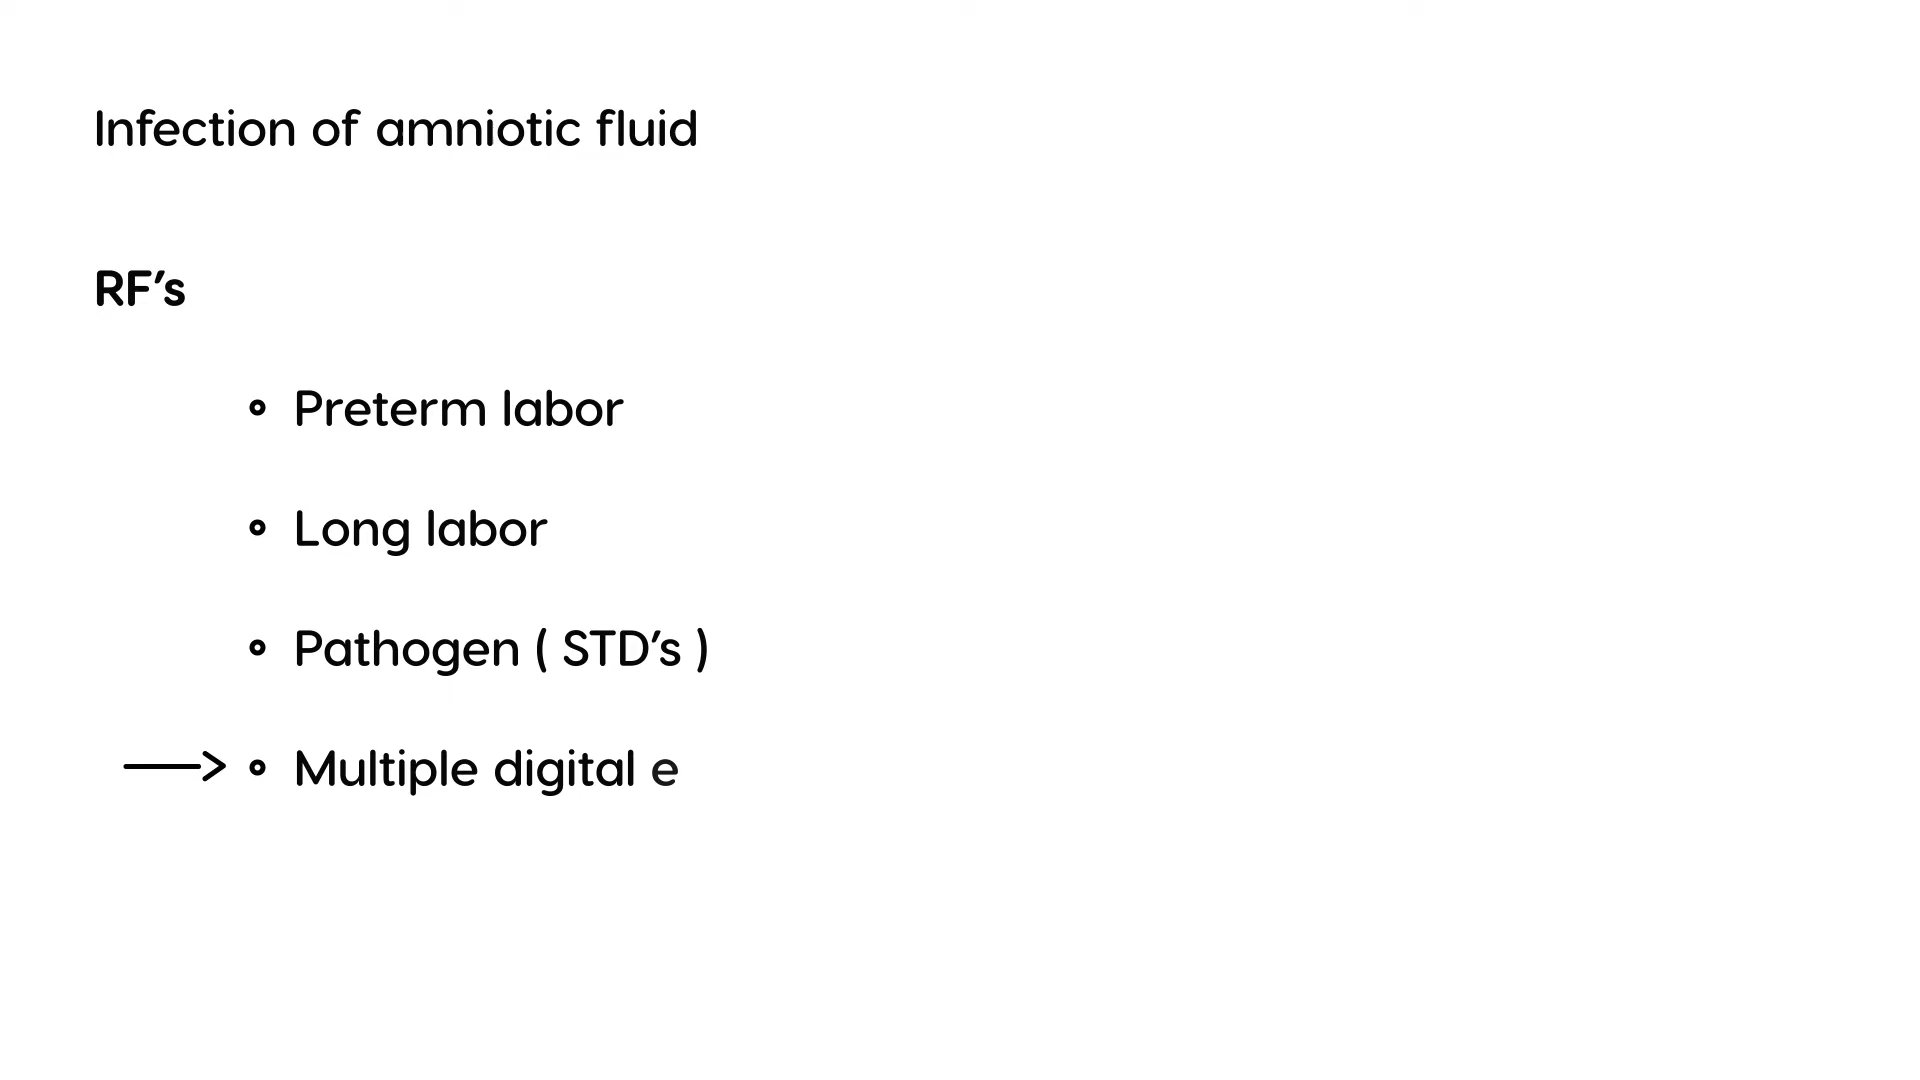 Infection of amniotic fluid
RF’s
Preterm labor
Long labor
Pathogen ( STD’s )
Multiple digital e